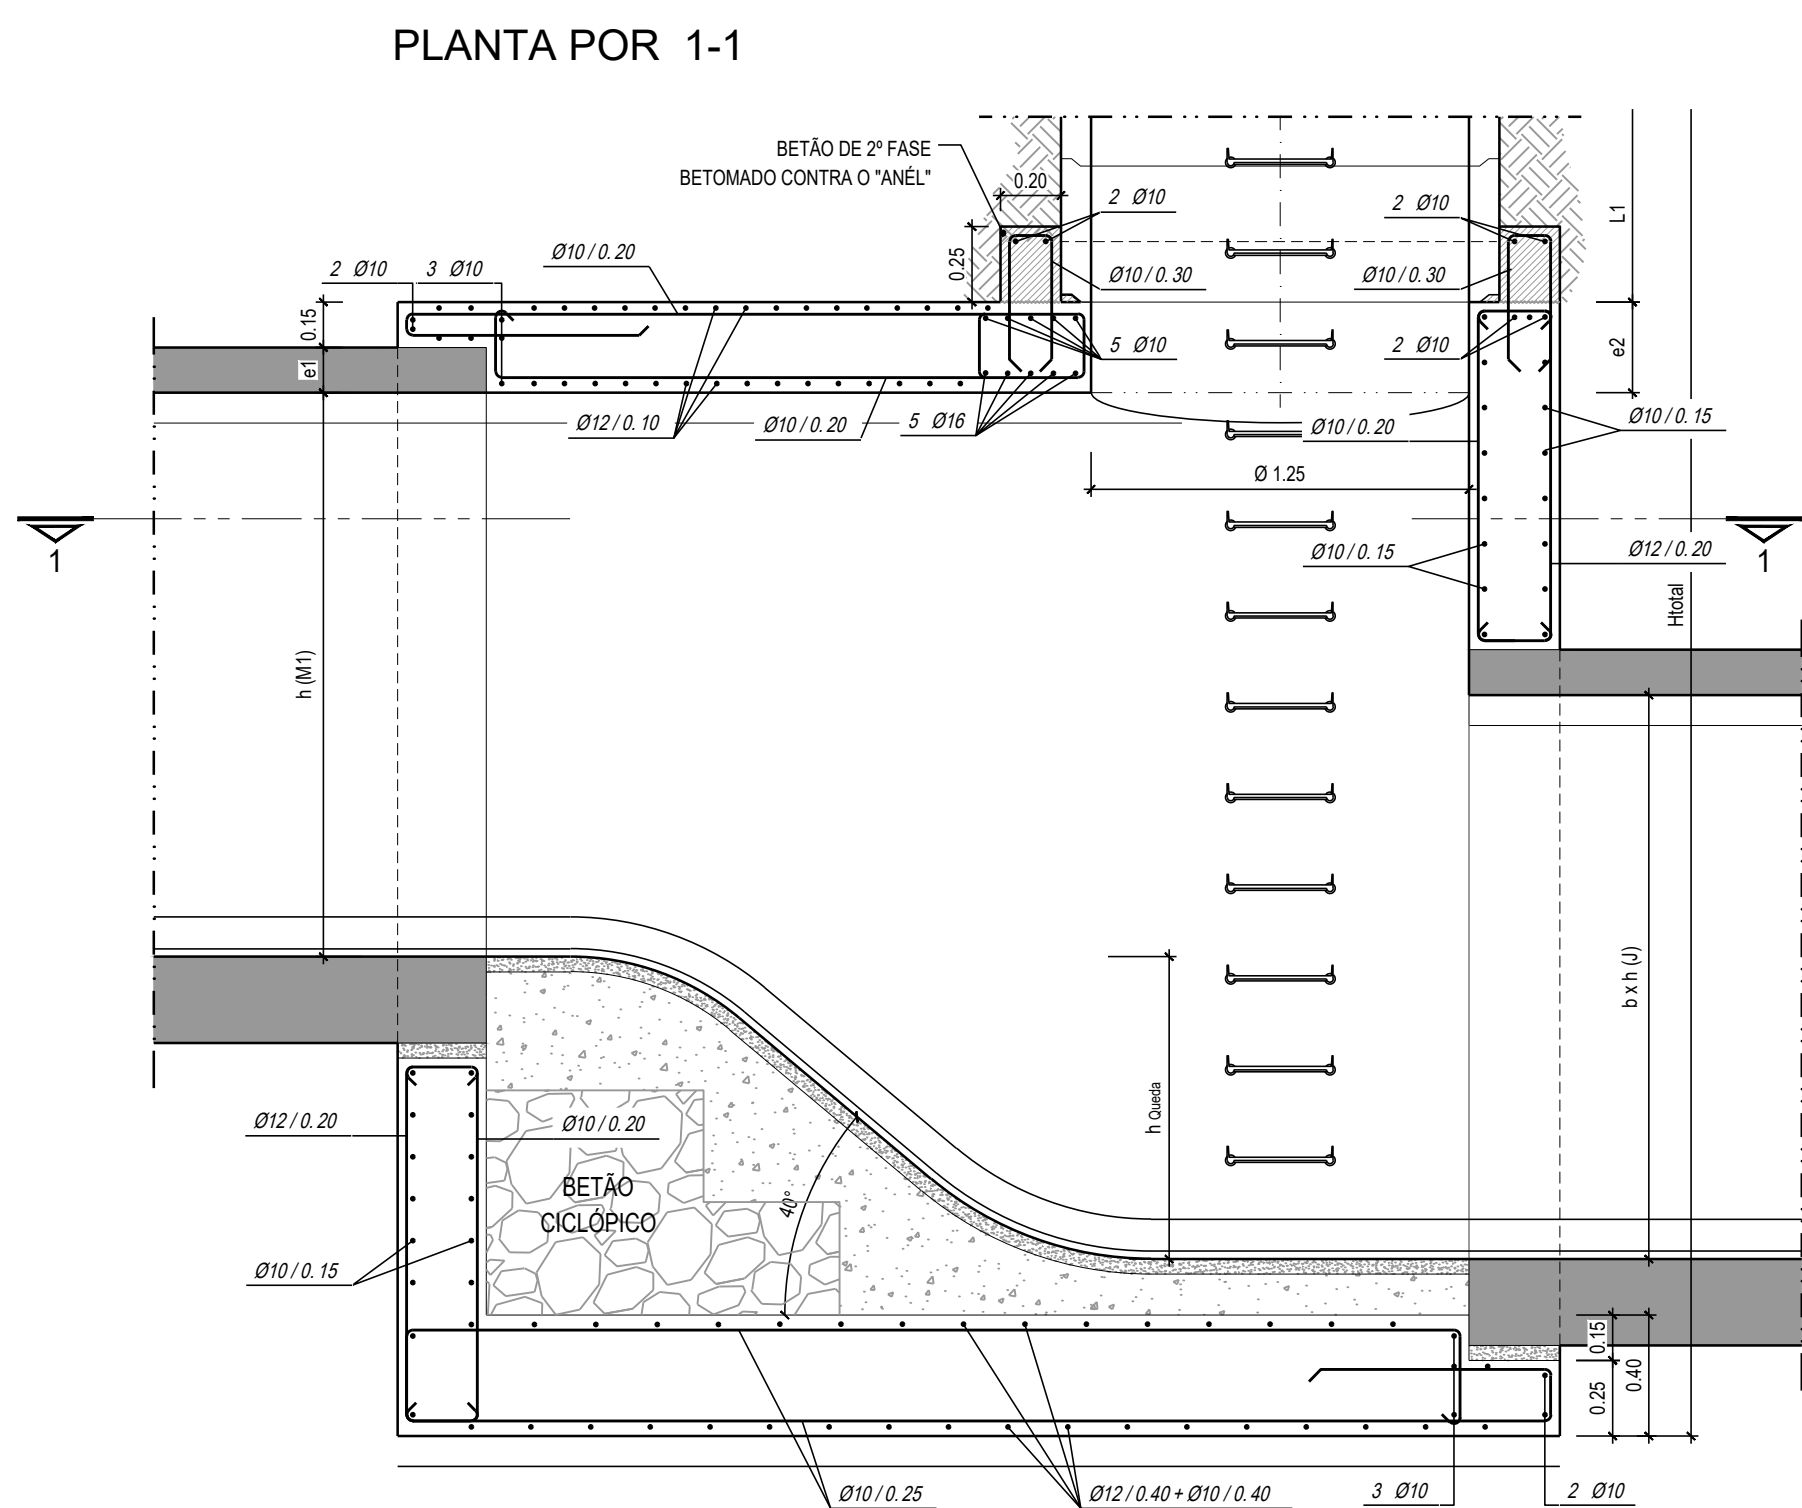 PLANTA POR 1-1
BETÃO DE 2º FASE
BETOMADO CONTRA O "ANÉL"
0.20
2 Ø10
2 Ø10
L1
Ø10 / 0.20
0.25
2 Ø10
3 Ø10
Ø10 / 0.30
Ø10 / 0.30
0.15
e1
5 Ø10
2 Ø10
e2
Ø12 / 0.10
Ø10 / 0.20
5 Ø16
Ø10 / 0.20
Ø10 / 0.15
Ø 1.25
1
Ø10 / 0.15
Ø12 / 0.20
1
Htotal
h (M1)
b x h (J)
h Queda
Ø12 / 0.20
Ø10 / 0.20
BETÃO
CICLÓPICO
40°
Ø10 / 0.15
0.15
0.40
0.25
Ø10 / 0.25
Ø12 / 0.40 + Ø10 / 0.40
3 Ø10
2 Ø10